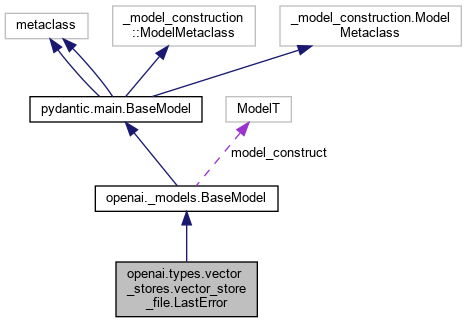 metaclass
_model_construction
::ModelMetaclass
_model_construction.Model
Metaclass
pydantic.main.BaseModel
ModelT
model_construct
openai._models.BaseModel
openai.types.vector
_stores.vector_store
_file.LastError